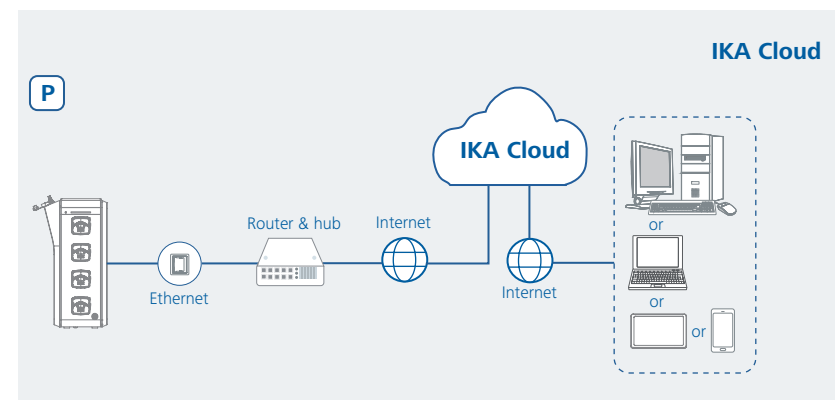 IKA Cloud
P
IKA Cloud
Router & hub
Internet
Ethernet
Internet
or
or
or